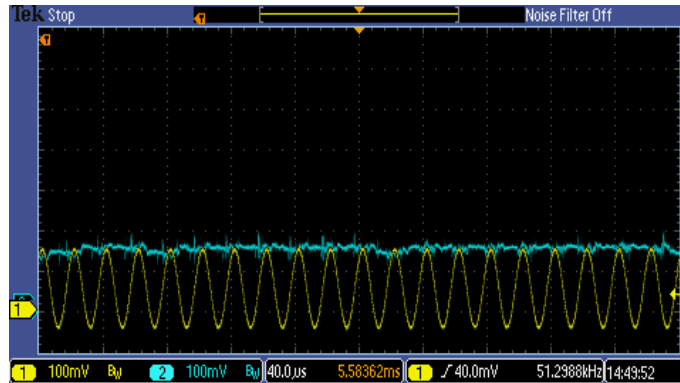 Tek Stop Noise Filter Off
1
1 100mV BW 2 100mV BW 40.0µs 5.58362ms 1 40.0mV 51.2988kHz 14:49:52